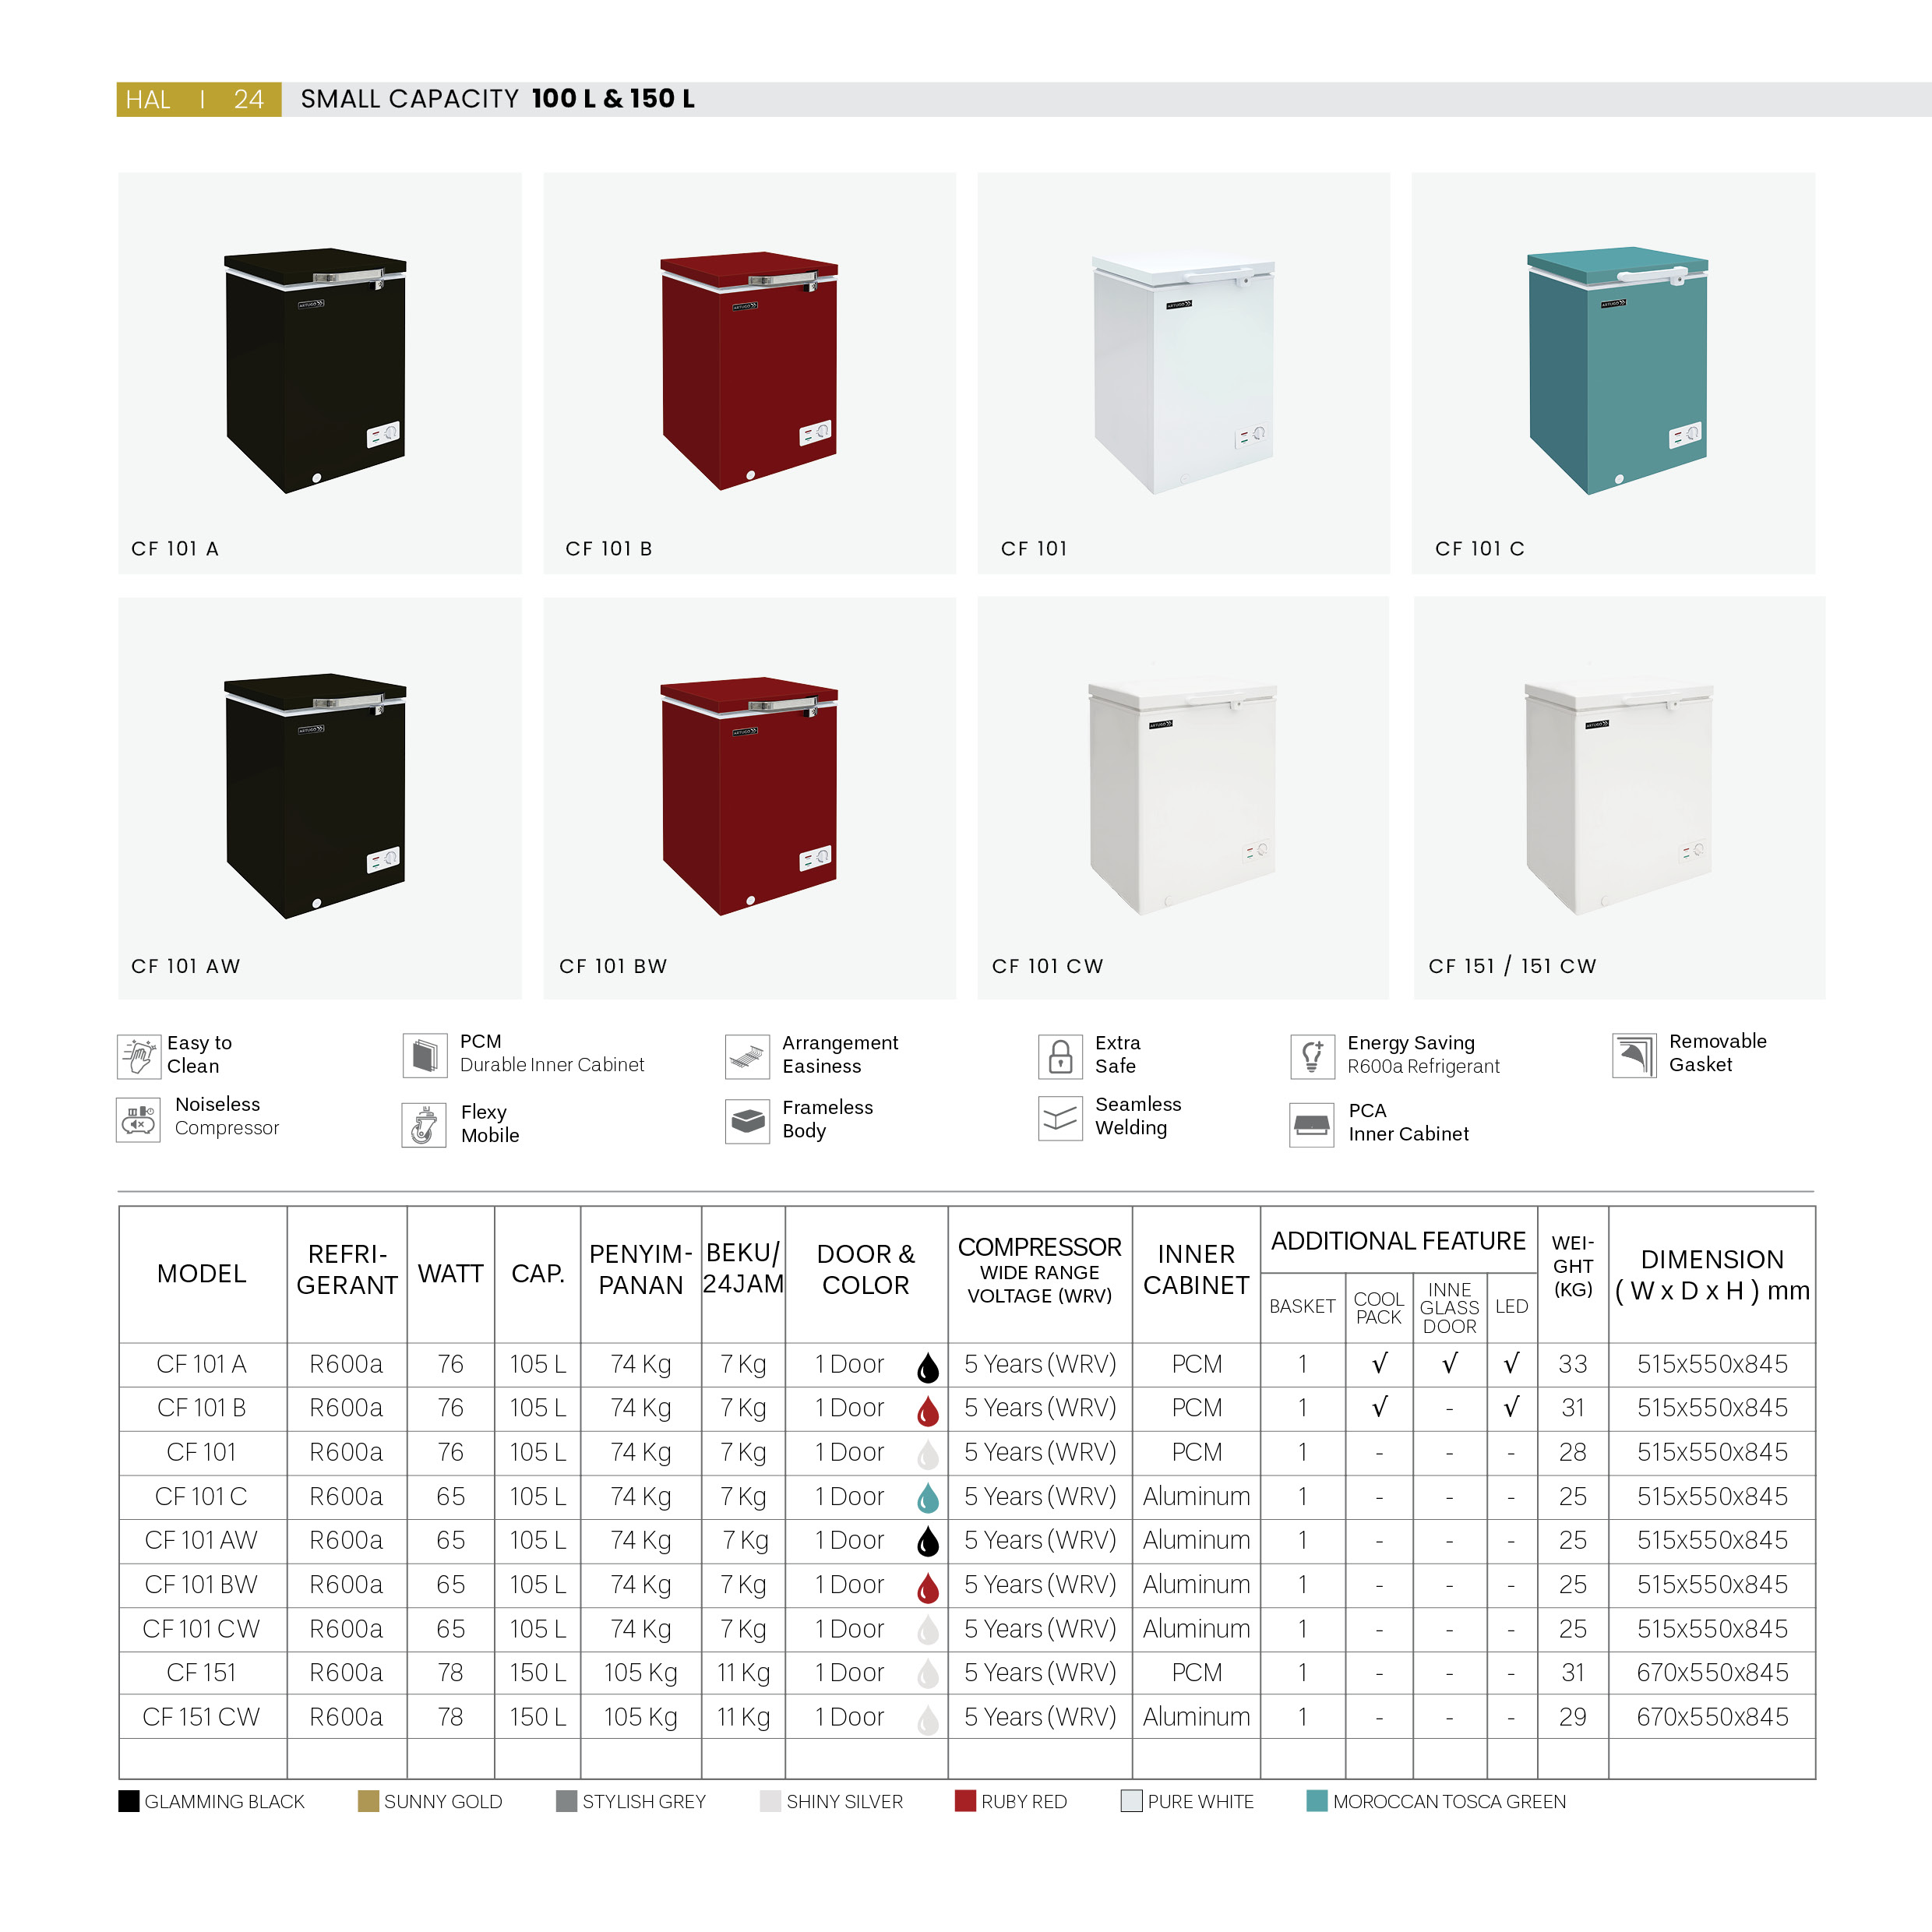 HAL | 24 SMALL CAPACITY 100 L & 150 L
ARTUGO ARTUGO ARTUGO ARTUGO
CF 101 A CF 101 B CF 101 CF 101 C
ARTUGO ARTUGO ARTUGO ARTUGO
CF 101 AW CF 101 BW CF 101 CW CF 151 / 151 CW
Easy to
Clean
PCM
Durable Inner Cabinet
Arrangement
Easiness
Extra
Safe
Energy Saving
R600a Refrigerant
Removable
Gasket
Noiseless
Compressor
Flexy
Mobile
Frameless
Body
Seamless
Welding
PCA
Inner Cabinet
MODEL
REFRI-
GERANT
WATT
CAP.
PENYIM-
PANAN
BEKU/
24JAM
DOOR &
COLOR
COMPRESSOR
WIDE RANGE
VOLTAGE (WRV)
INNER
CABINET
ADDITIONAL FEATURE
BASKET
COOL
PACK
INNE
GLASS
DOOR
LED
WEI-
GHT
(KG)
DIMENSION
( W x D x H ) mm
CF 101 A R600a 76 105 L 74 Kg 7 Kg 1 Door 5 Years (WRV) PCM 1 √ √ √ 33 515x550x845
CF 101 B R600a 76 105 L 74 Kg 7 Kg 1 Door 5 Years (WRV) PCM 1 √ - √ 31 515x550x845
CF 101 R600a 76 105 L 74 Kg 7 Kg 1 Door 5 Years (WRV) PCM 1 - - - 28 515x550x845
CF 101 C R600a 65 105 L 74 Kg 7 Kg 1 Door 5 Years (WRV) Aluminum 1 - - - 25 515x550x845
CF 101 AW R600a 65 105 L 74 Kg 7 Kg 1 Door 5 Years (WRV) Aluminum 1 - - - 25 515x550x845
CF 101 BW R600a 65 105 L 74 Kg 7 Kg 1 Door 5 Years (WRV) Aluminum 1 - - - 25 515x550x845
CF 101 CW R600a 65 105 L 74 Kg 7 Kg 1 Door 5 Years (WRV) Aluminum 1 - - - 25 515x550x845
CF 151 R600a 78 150 L 105 Kg 11 Kg 1 Door 5 Years (WRV) PCM 1 - - - 31 670x550x845
CF 151 CW R600a 78 150 L 105 Kg 11 Kg 1 Door 5 Years (WRV) Aluminum 1 - - - 29 670x550x845
GLAMMING BLACK SUNNY GOLD STYLISH GREY SHINY SILVER RUBY RED PURE WHITE MOROCCAN TOSCA GREEN